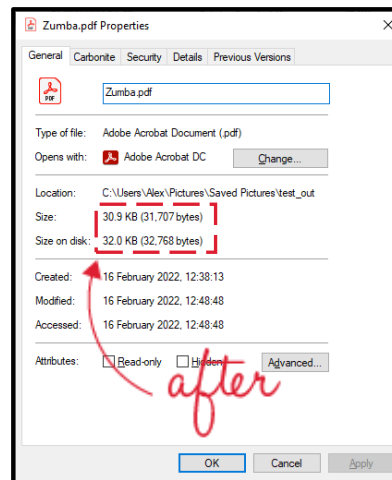 Zumba.pdf Properties
General Carbonite Security Details Previous Versions
PDF
Zumba.pdf
Type of file: Adobe Acrobat Document (.pdf)
Opens with: Adobe Acrobat DC Change...
Location: C:\Users\Alex\Pictures\Saved Pictures\test_out
Size: 30.9 KB (31,707 bytes)
Size on disk: 32.0 KB (32,768 bytes)
Created: 16 February 2022, 12:38:13
Modified: 16 February 2022, 12:48:48
Accessed: 16 February 2022, 12:48:48
Attributes: Read-only Hidden Advanced...
after
OK Cancel Apply